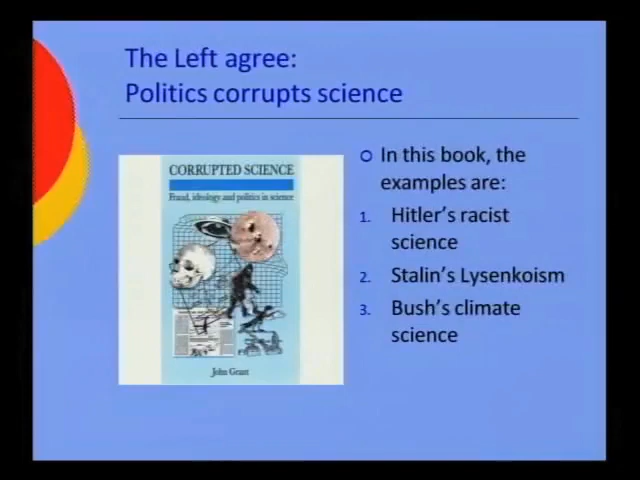 The Left agree:
Politics corrupts science
CORRUPTED SCIENCE
Fraud, ideology and politics in science
John Grant
In this book, the
examples are:
1. Hitler's racist
science
2. Stalin's Lysenkoism
3. Bush's climate
science